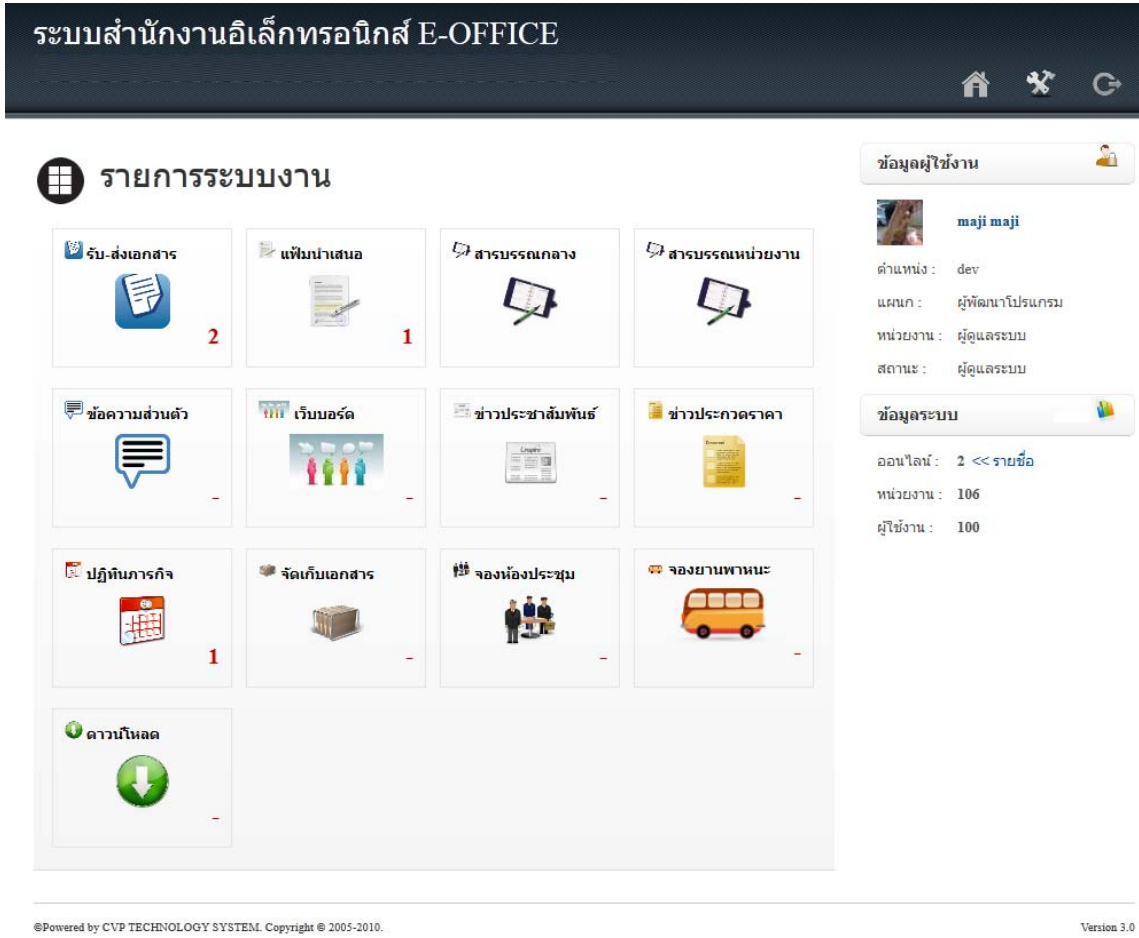 ระบบสำนักงานอิเล็กทรอนิกส์ E-OFFICE
รายการระบบงาน
รับ-ส่งเอกสาร
2
แฟ้มนำเสนอ
1
สารบรรณกลาง
สารบรรณหน่วยงาน
ข้อความส่วนตัว
-
เว็บบอร์ด
-
ข่าวประชาสัมพันธ์
-
ข่าวประกวดราคา
-
ปฏิทินภารกิจ
1
จัดเก็บเอกสาร
-
จองห้องประชุม
-
จองยานพาหนะ
-
ดาวน์โหลด
-
ข้อมูลผู้ใช้งาน
maji maji
ตำแหน่ง : dev
แผนก : ผู้พัฒนาโปรแกรม
หน่วยงาน : ผู้ดูแลระบบ
สถานะ : ผู้ดูแลระบบ
ข้อมูลระบบ
ออนไลน์ : 2 << รายชื่อ
หน่วยงาน : 106
ผู้ใช้งาน : 100
©Powered by CVP TECHNOLOGY SYSTEM. Copyright © 2005-2010.
Version 3.0